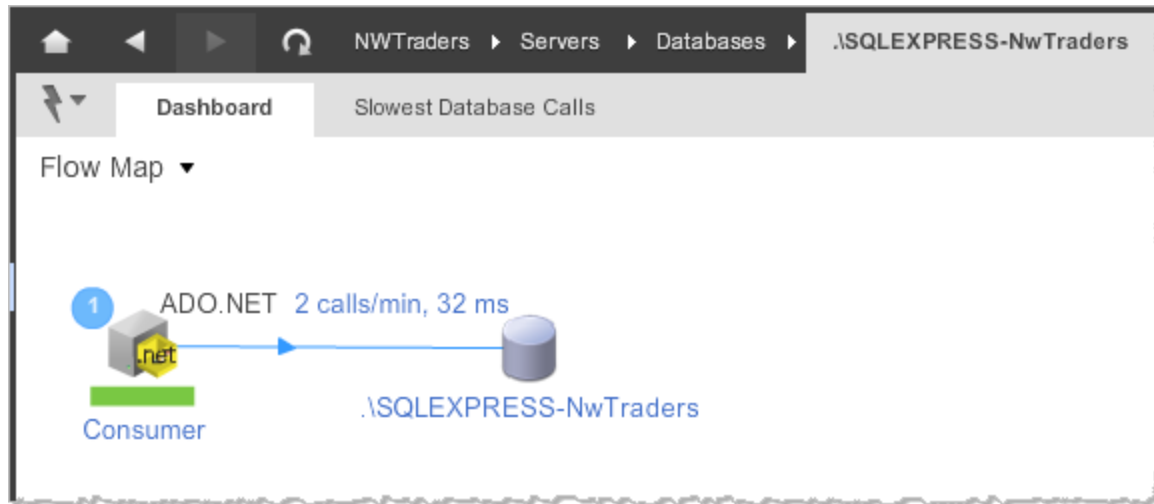 NWTraders Servers Databases .\SQLEXPRESS-NwTraders
Dashboard Slowest Database Calls
Flow Map
1 ADO.NET 2 calls/min, 32 ms
.net
.\SQLEXPRESS-NwTraders
Consumer